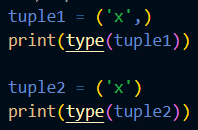 tuple1 = ('x',)
print(type(tuple1))
tuple2 = ('x')
print(type(tuple2))